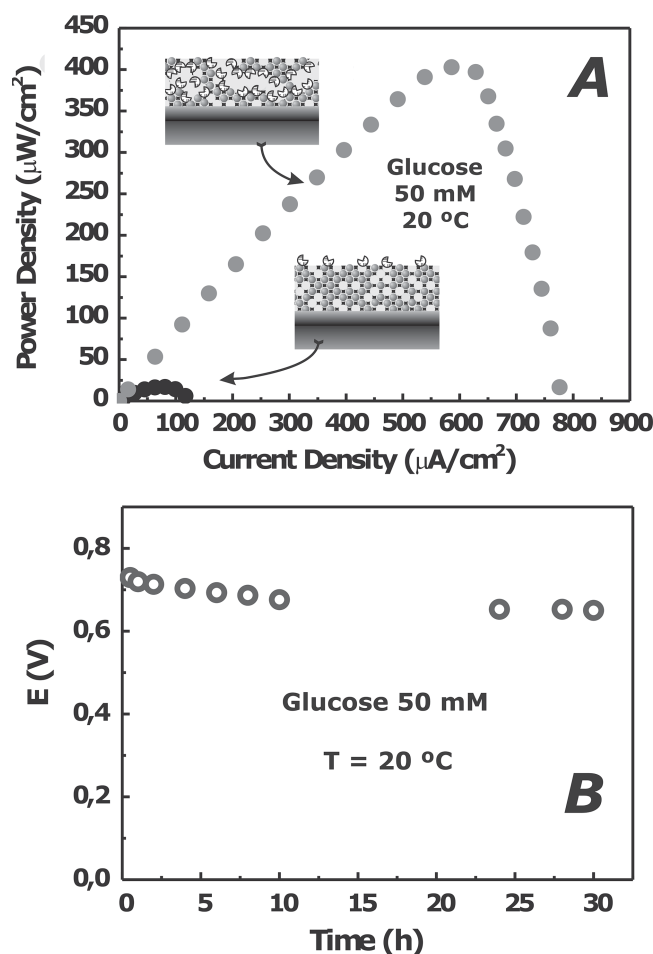 450
400
350
300
250
200
150
100
50
0
Power Density (μW/cm²)
A
Glucose
50 mM
20 ºC
0 100 200 300 400 500 600 700 800 900
Current Density (μA/cm²)
0,8
0,6
0,4
0,2
0,0
E (V)
Glucose 50 mM
T = 20 ºC
B
0 5 10 15 20 25 30
Time (h)